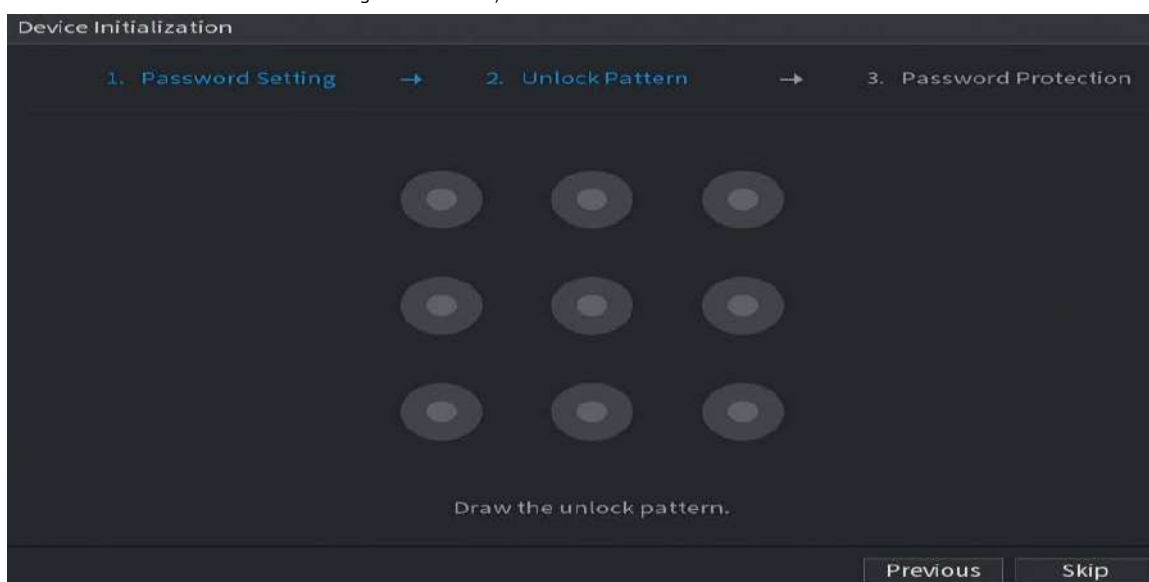 Device Initialization
1. Password Setting → 2. Unlock Pattern → 3. Password Protection
Draw the unlock pattern.
Previous Skip